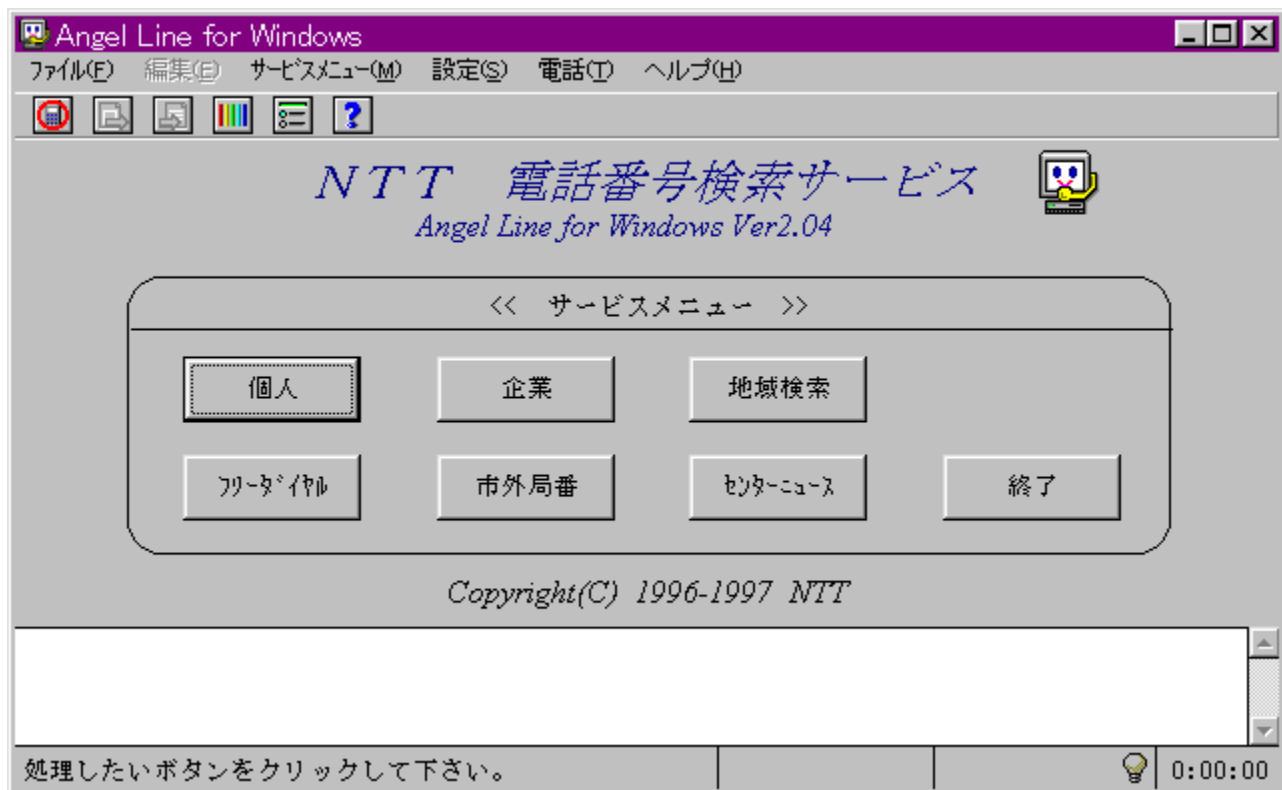 Angel Line for Windows
ﾌｧｲﾙ(F) 編集(E) ｻｰﾋﾞｽﾒﾆｭｰ(M) 設定(S) 電話(T) ヘルプ(H)
ＮＴＴ　電話番号検索サービス
Angel Line for Windows Ver2.04
<< サービスメニュー >>
個人 企業 地域検索
ﾌﾘｰﾀﾞｲﾔﾙ 市外局番 ｾﾝﾀｰﾆｭｰｽ 終了
Copyright(C) 1996-1997 NTT
処理したいボタンをクリックして下さい。 0:00:00